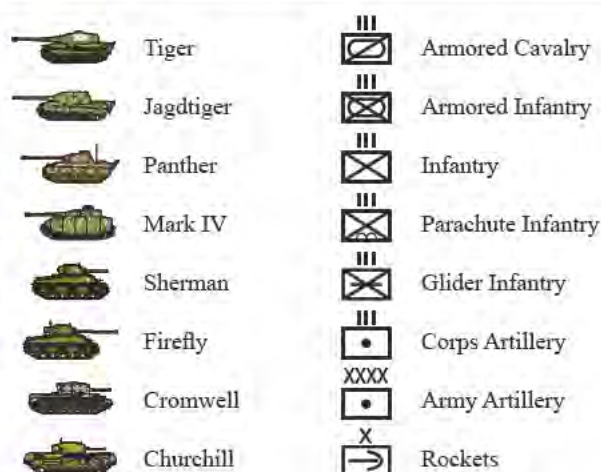 Tiger
Jagdtiger
Panther
Mark IV
Sherman
Firefly
Cromwell
Churchill
III
Armored Cavalry
III
Armored Infantry
III
Infantry
III
Parachute Infantry
III
Glider Infantry
III
Corps Artillery
XXXX
Army Artillery
X
Rockets